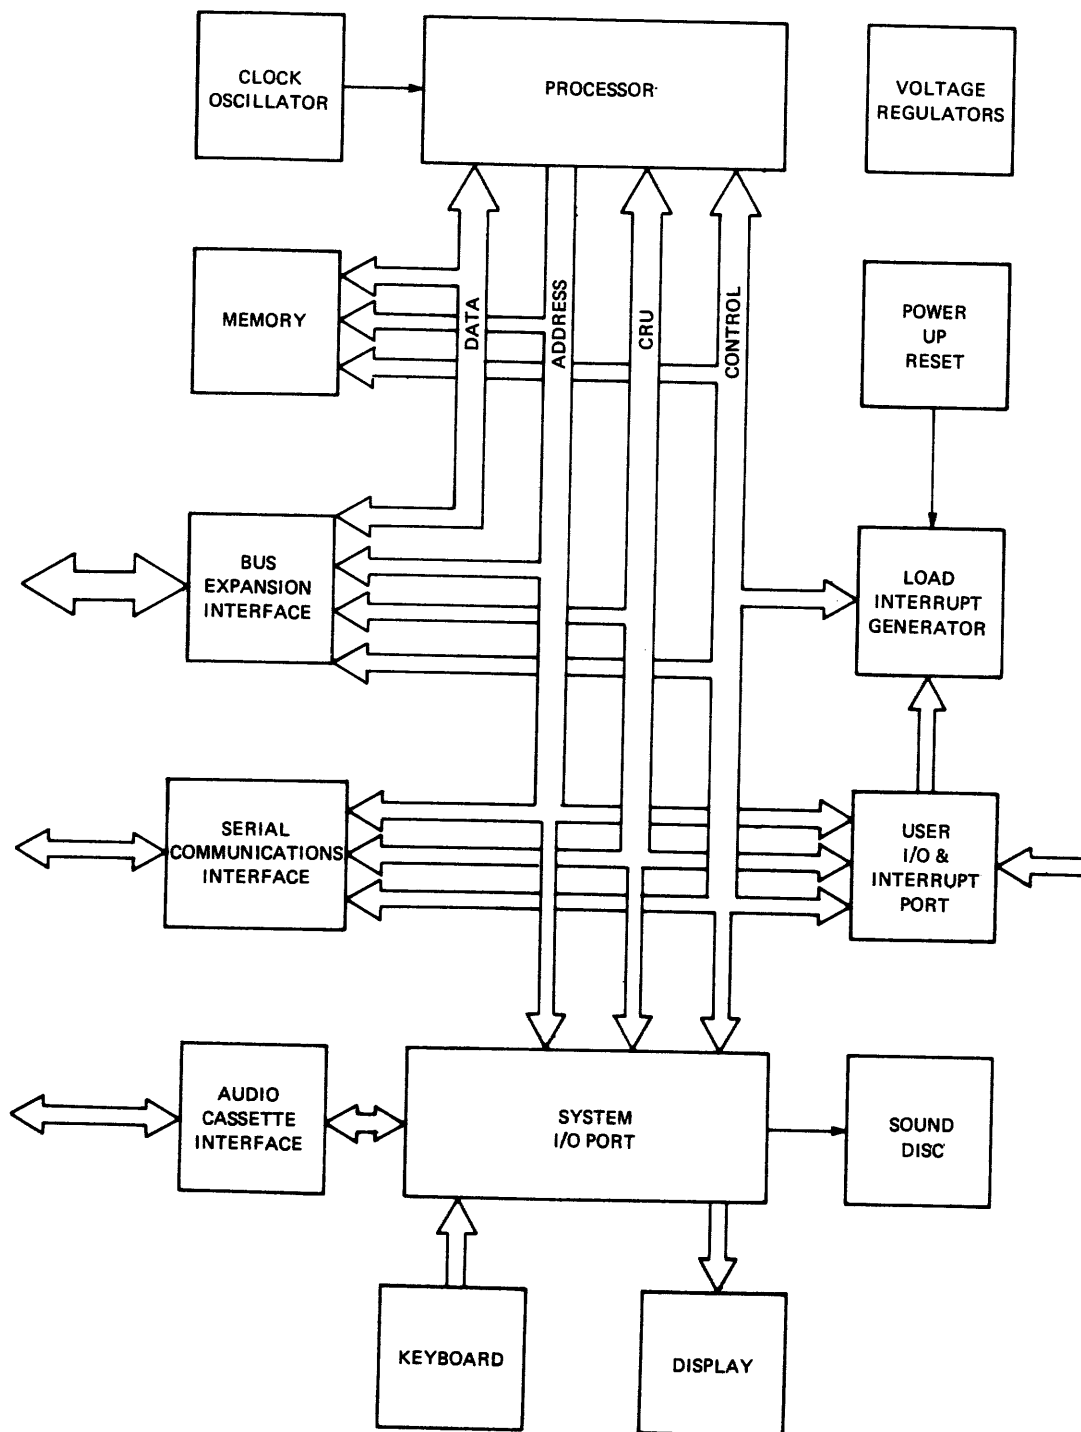 CLOCK
OSCILLATOR
PROCESSOR
VOLTAGE
REGULATORS
MEMORY
DATA
ADDRESS
CRU
CONTROL
POWER
UP
RESET
BUS
EXPANSION
INTERFACE
LOAD
INTERRUPT
GENERATOR
SERIAL
COMMUNICATIONS
INTERFACE
USER
I/O &
INTERRUPT
PORT
AUDIO
CASSETTE
INTERFACE
SYSTEM
I/O PORT
SOUND
DISC
KEYBOARD
DISPLAY